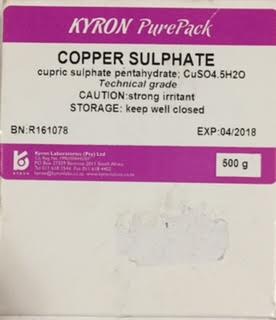 KYRON PurePack
COPPER SULPHATE
cupric sulphate pentahydrate; CuSO4.5H2O
Technical grade
CAUTION:strong irritant
STORAGE: keep well closed
BN:R161078
EXP:04/2018
500 g
Kyron Laboratories (Pty) Ltd
KYRON